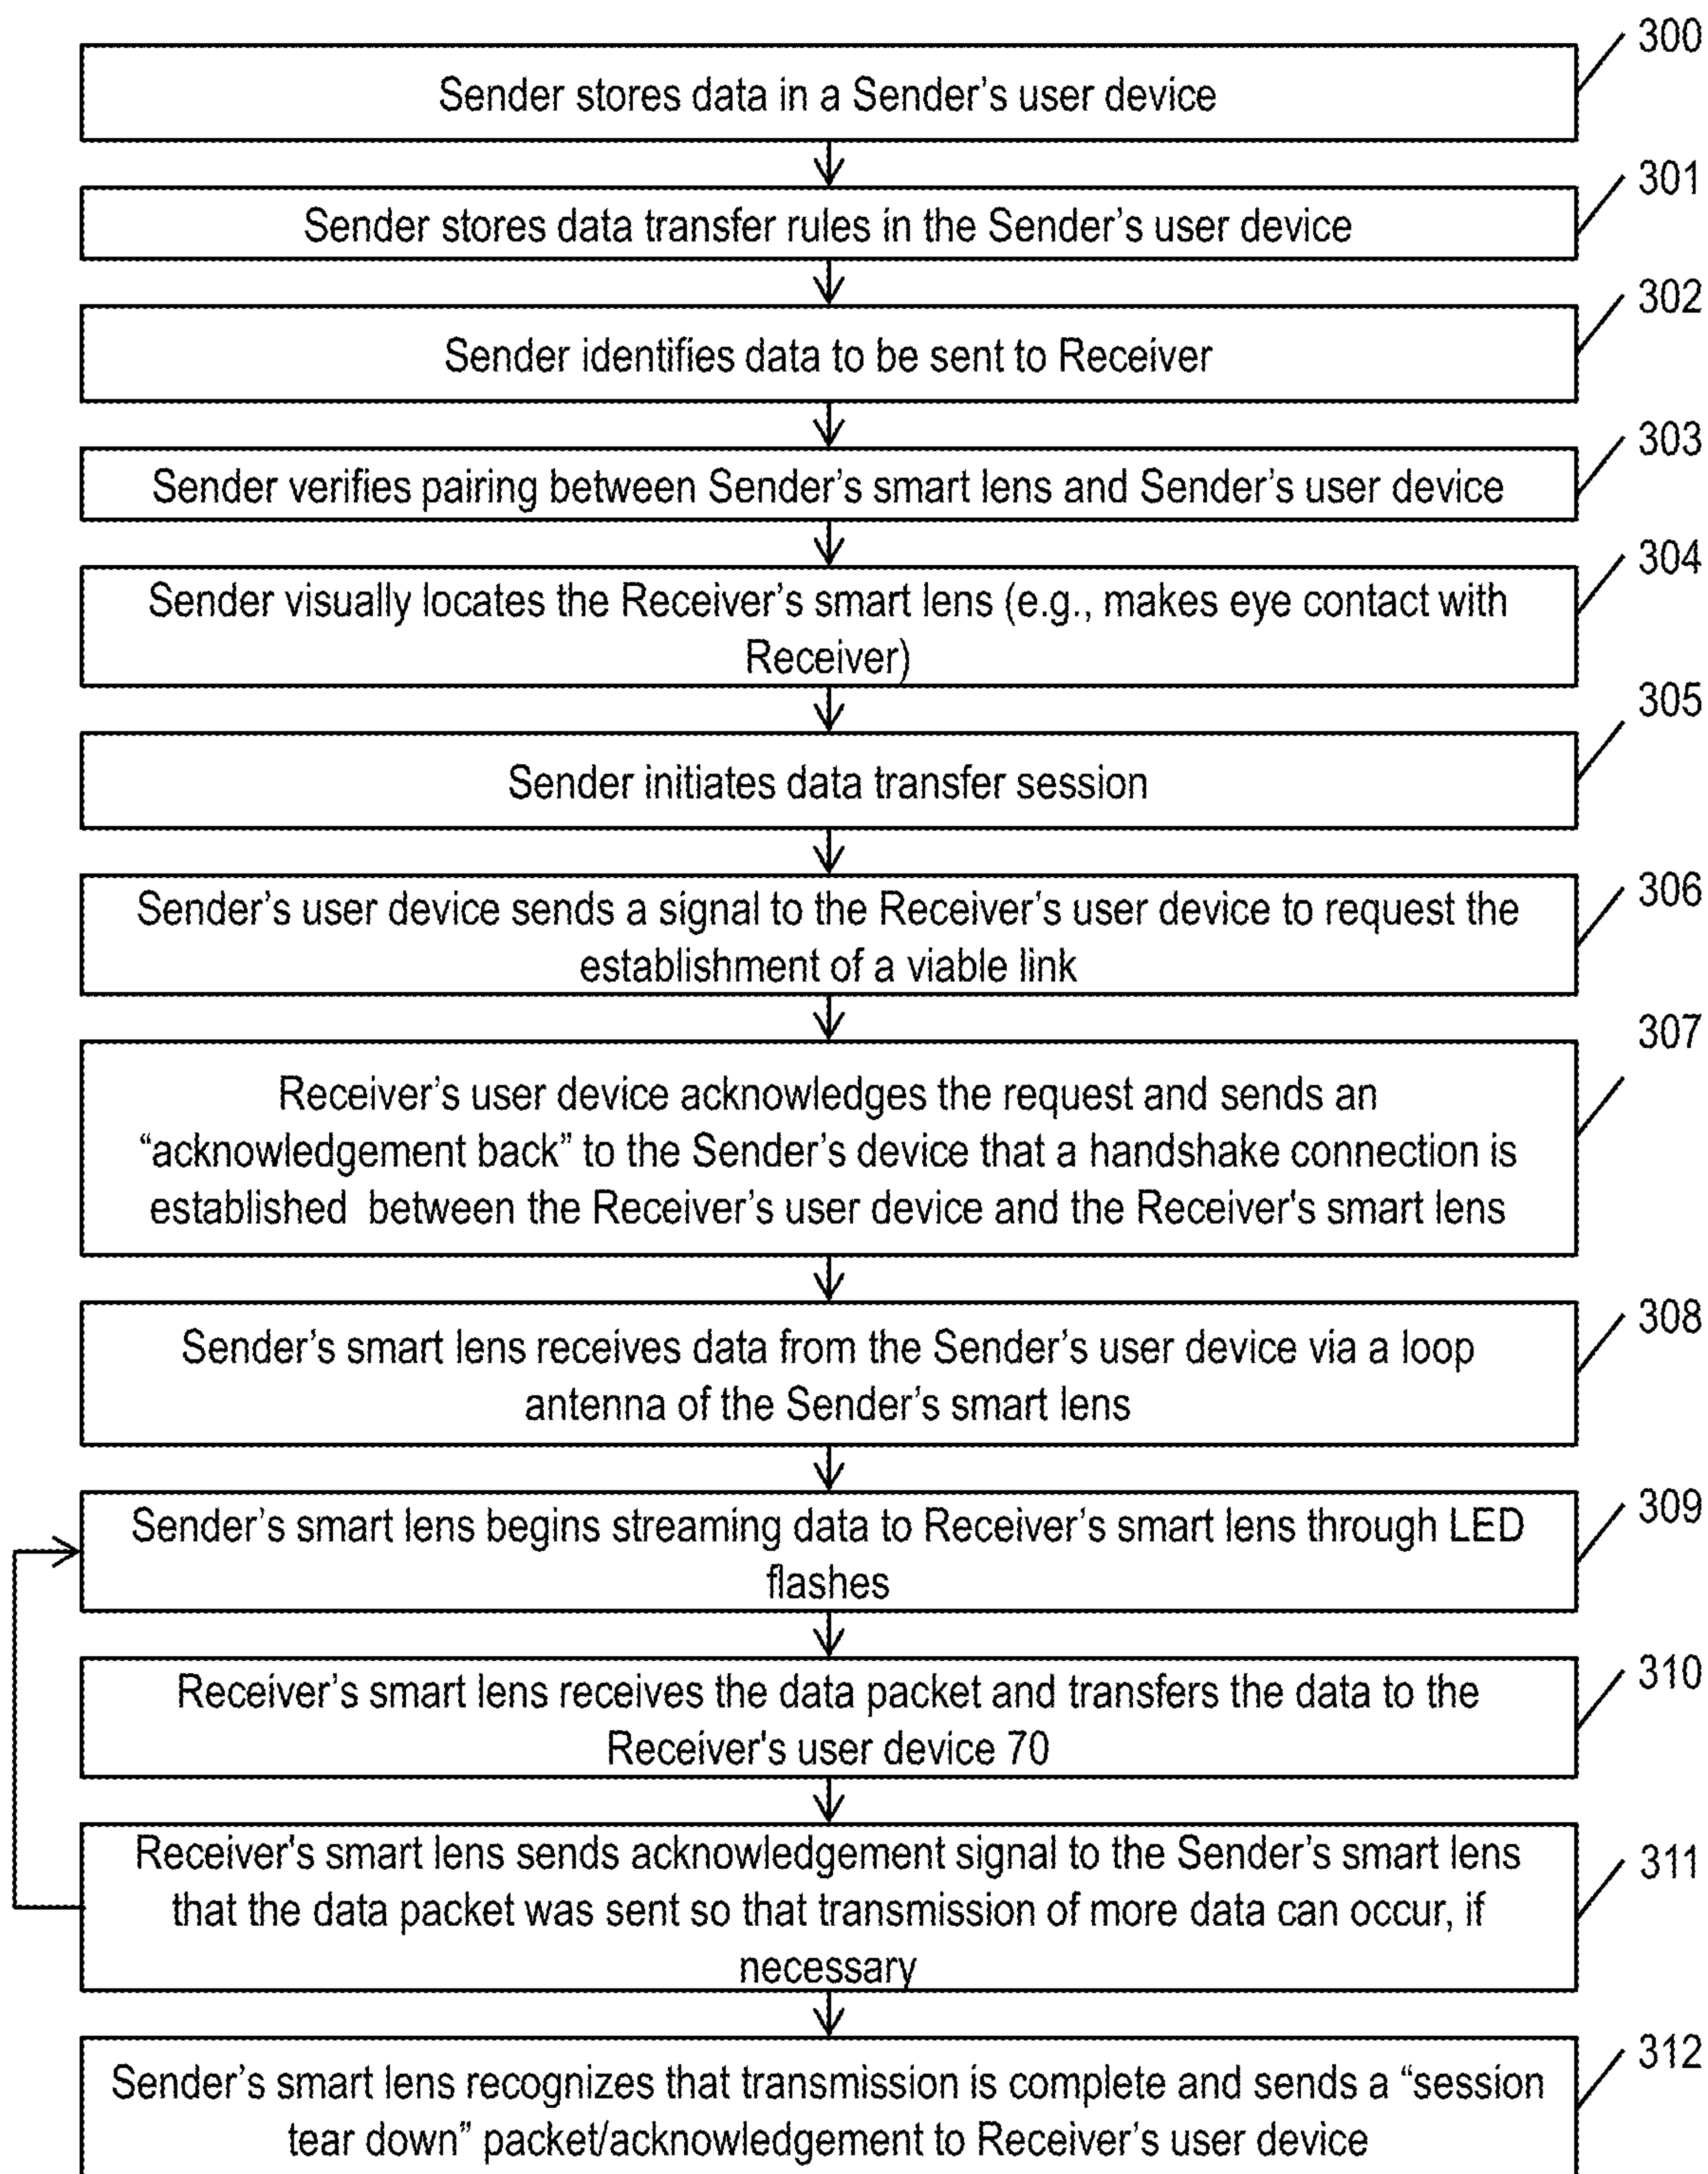 300
Sender stores data in a Sender's user device
301
Sender stores data transfer rules in the Sender's user device
302
Sender identifies data to be sent to Receiver
303
Sender verifies pairing between Sender's smart lens and Sender's user device
304
Sender visually locates the Receiver's smart lens (e.g., makes eye contact with
Receiver)
305
Sender initiates data transfer session
306
Sender's user device sends a signal to the Receiver's user device to request the
establishment of a viable link
307
Receiver's user device acknowledges the request and sends an
“acknowledgement back” to the Sender's device that a handshake connection is
established between the Receiver's user device and the Receiver's smart lens
308
Sender's smart lens receives data from the Sender's user device via a loop
antenna of the Sender's smart lens
309
Sender's smart lens begins streaming data to Receiver's smart lens through LED
flashes
310
Receiver's smart lens receives the data packet and transfers the data to the
Receiver's user device 70
311
Receiver's smart lens sends acknowledgement signal to the Sender's smart lens
that the data packet was sent so that transmission of more data can occur, if
necessary
312
Sender's smart lens recognizes that transmission is complete and sends a “session
tear down” packet/acknowledgement to Receiver's user device